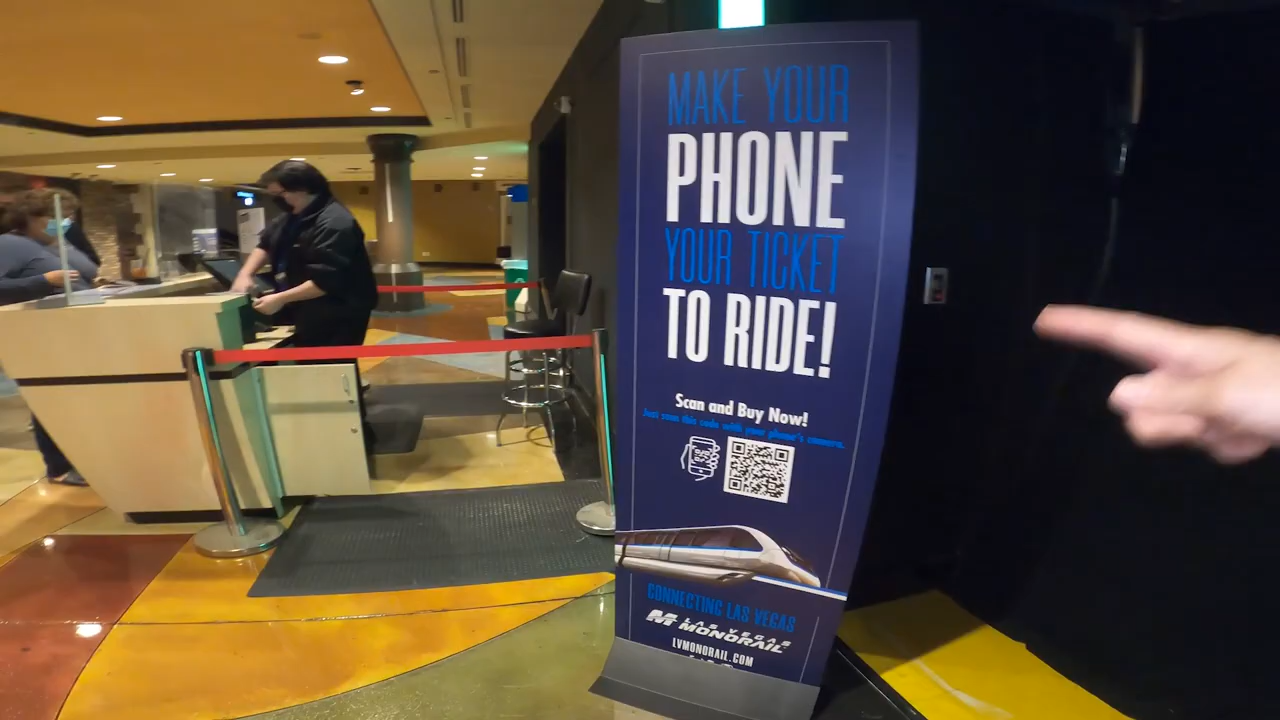 MAKE YOUR
PHONE
YOUR TICKET
TO RIDE!
Scan and Buy Now!
Just scan this code with your phone's camera.
CONNECTING LAS VEGAS
LAS VEGAS
MONORAIL
LVMONORAIL.COM